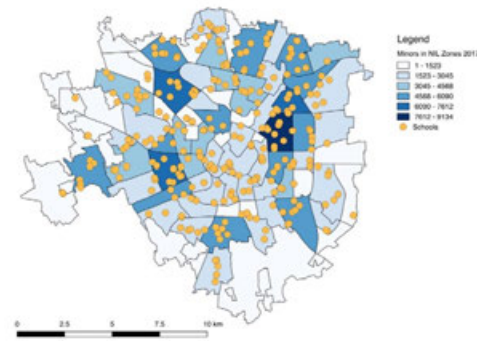 Legend
Minors in NIL Zones 201
1 - 1523
1523 - 3045
3045 - 4568
4568 - 6090
6090 - 7612
7612 - 9134
Schools
0 2.5 5 7.5 10 km